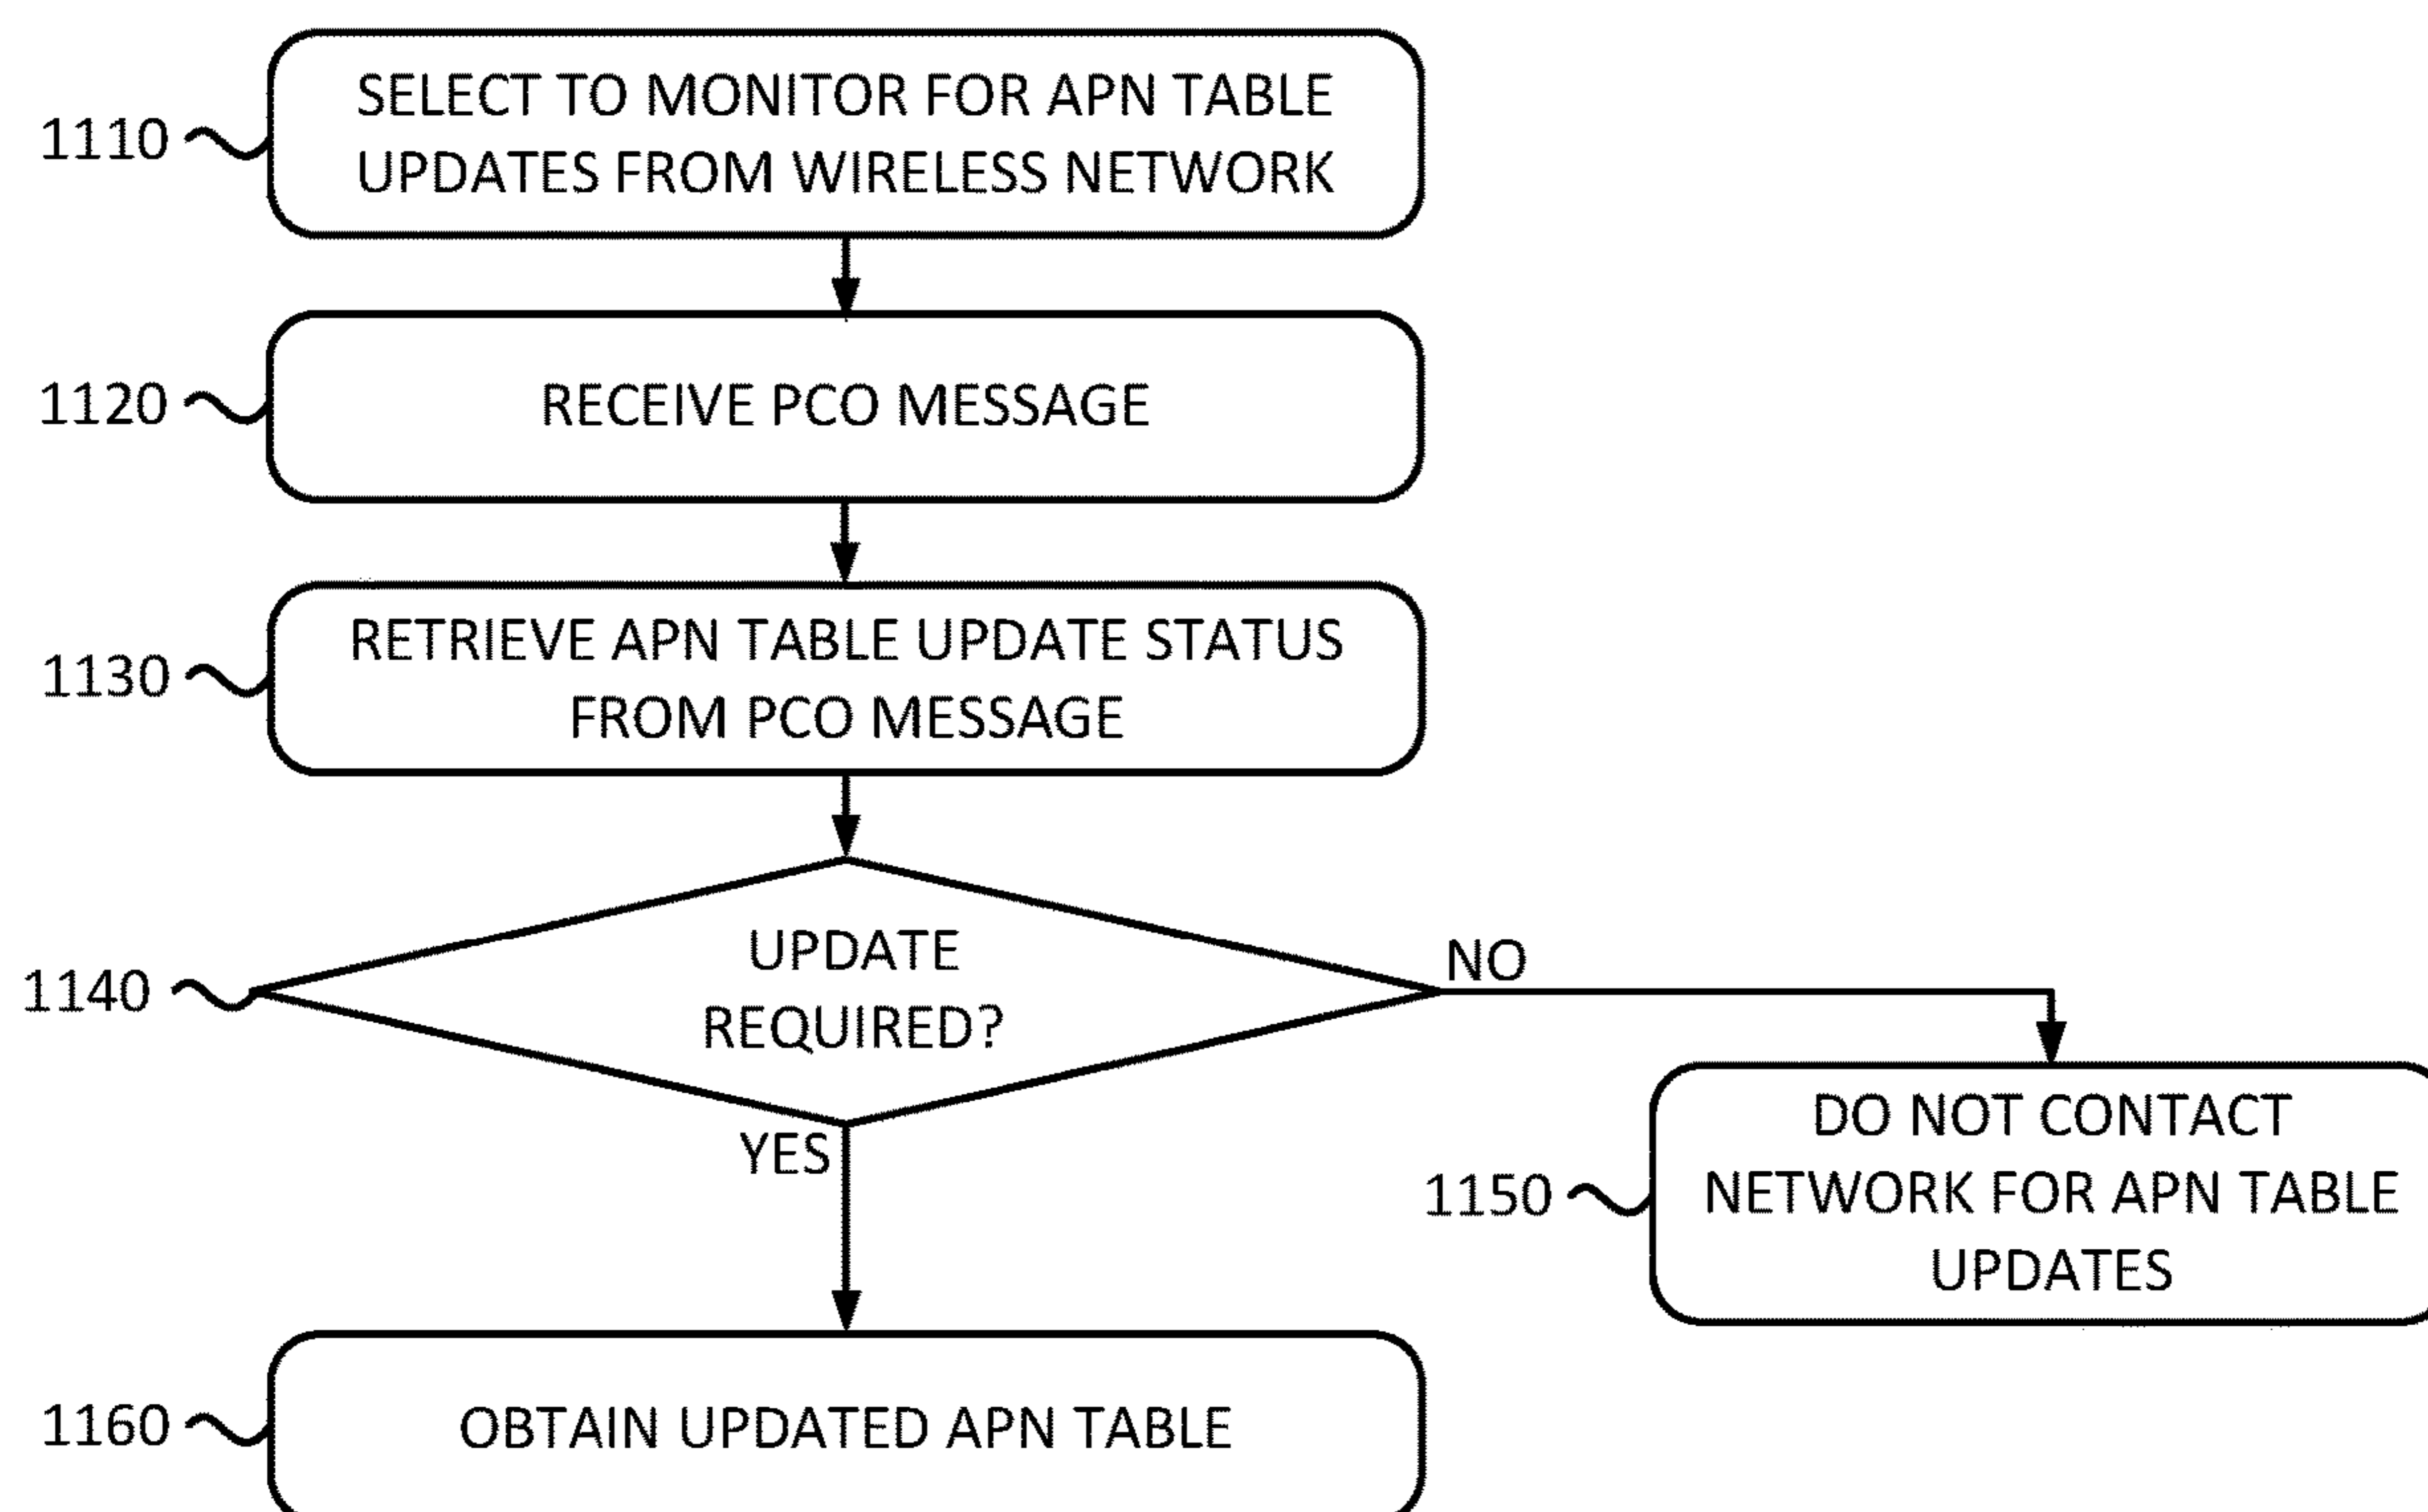 1110
SELECT TO MONITOR FOR APN TABLE
UPDATES FROM WIRELESS NETWORK
1120
RECEIVE PCO MESSAGE
1130
RETRIEVE APN TABLE UPDATE STATUS
FROM PCO MESSAGE
1140
UPDATE
REQUIRED?
NO
YES
1150
DO NOT CONTACT
NETWORK FOR APN TABLE
UPDATES
1160
OBTAIN UPDATED APN TABLE